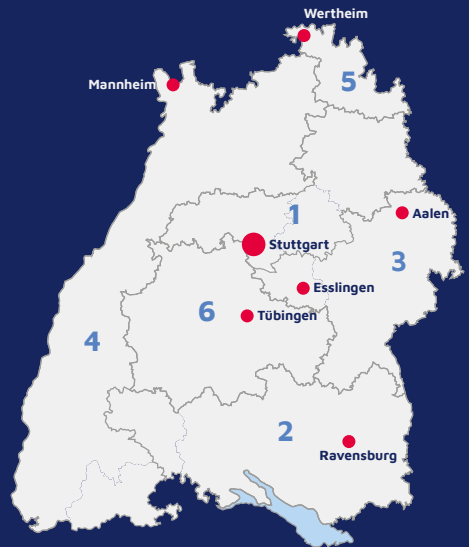 Wertheim
Mannheim
5
1
Aalen
Stuttgart
3
Esslingen
6
Tübingen
4
2
Ravensburg